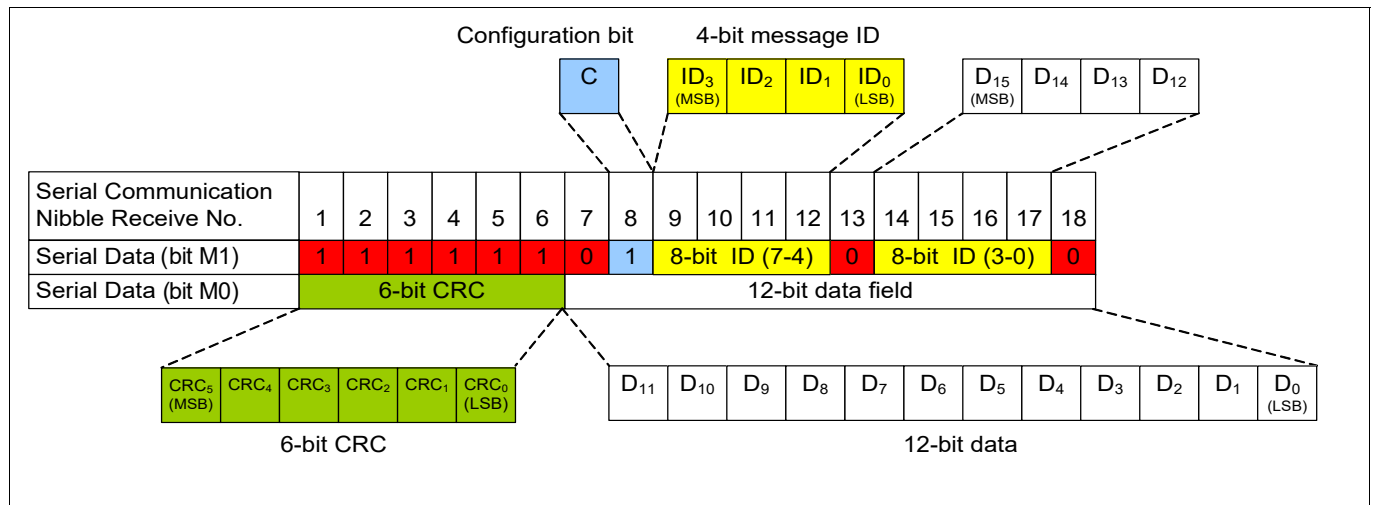 Configuration bit 4-bit message ID
C ID₃ ID₂ ID₁ ID₀ D₁₅ D₁₄ D₁₃ D₁₂
(MSB) (LSB) (MSB)
Serial Communication
Nibble Receive No. 1 2 3 4 5 6 7 8 9 10 11 12 13 14 15 16 17 18
Serial Data (bit M1) 1 1 1 1 1 1 0 1 8-bit ID (7-4) 0 8-bit ID (3-0) 0
Serial Data (bit M0) 6-bit CRC 12-bit data field
CRC₅ CRC₄ CRC₃ CRC₂ CRC₁ CRC₀ D₁₁ D₁₀ D₉ D₈ D₇ D₆ D₅ D₄ D₃ D₂ D₁ D₀
(MSB) (LSB) (LSB)
6-bit CRC 12-bit data